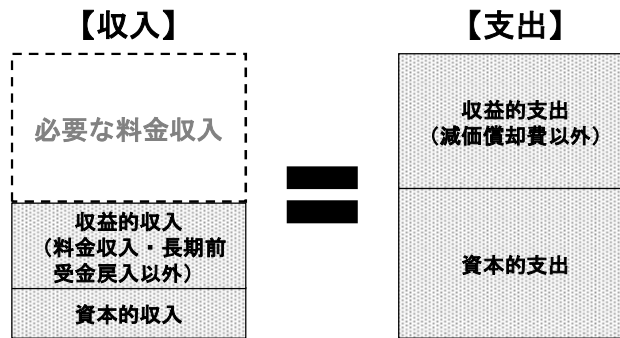 【収入】
必要な料金収入
収益的収入
(料金収入・長期前
受金戻入以外)
資本的収入
【支出】
収益的支出
(減価償却費以外)
資本的支出